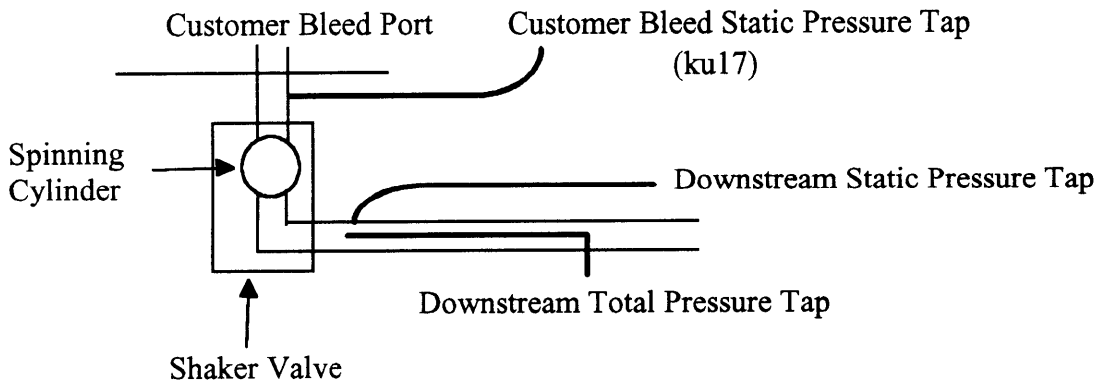 Customer Bleed Port
Customer Bleed Static Pressure Tap
(ku17)
Spinning
Cylinder
Downstream Static Pressure Tap
Downstream Total Pressure Tap
Shaker Valve